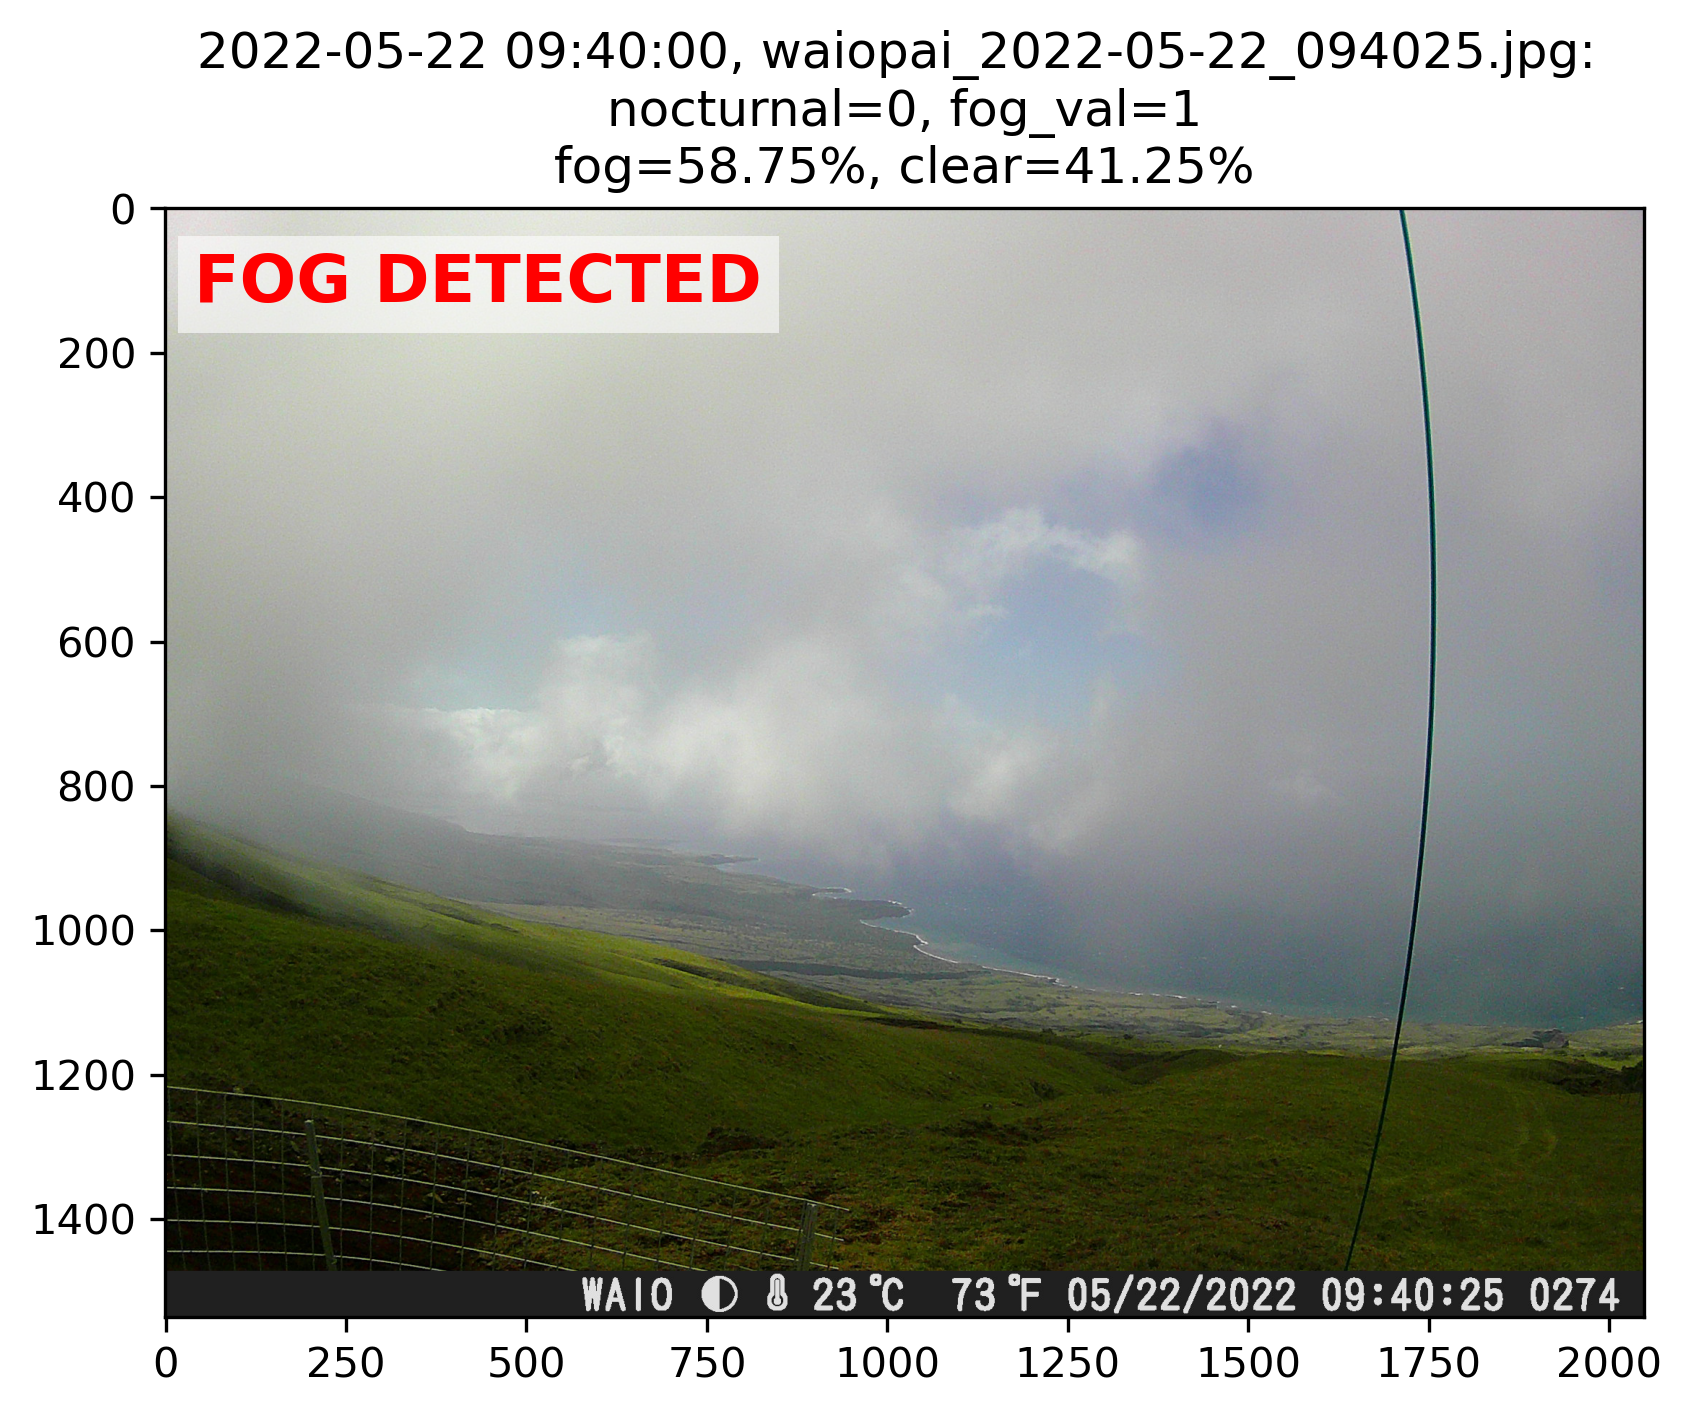 2022-05-22 09:40:00, waiopai_2022-05-22_094025.jpg:
nocturnal=0, fog_val=1
fog=58.75%, clear=41.25%
FOG DETECTED
0
200
400
600
800
1000
1200
1400
WAIO 23°C 73°F 05/22/2022 09:40:25 0274
0 250 500 750 1000 1250 1500 1750 2000